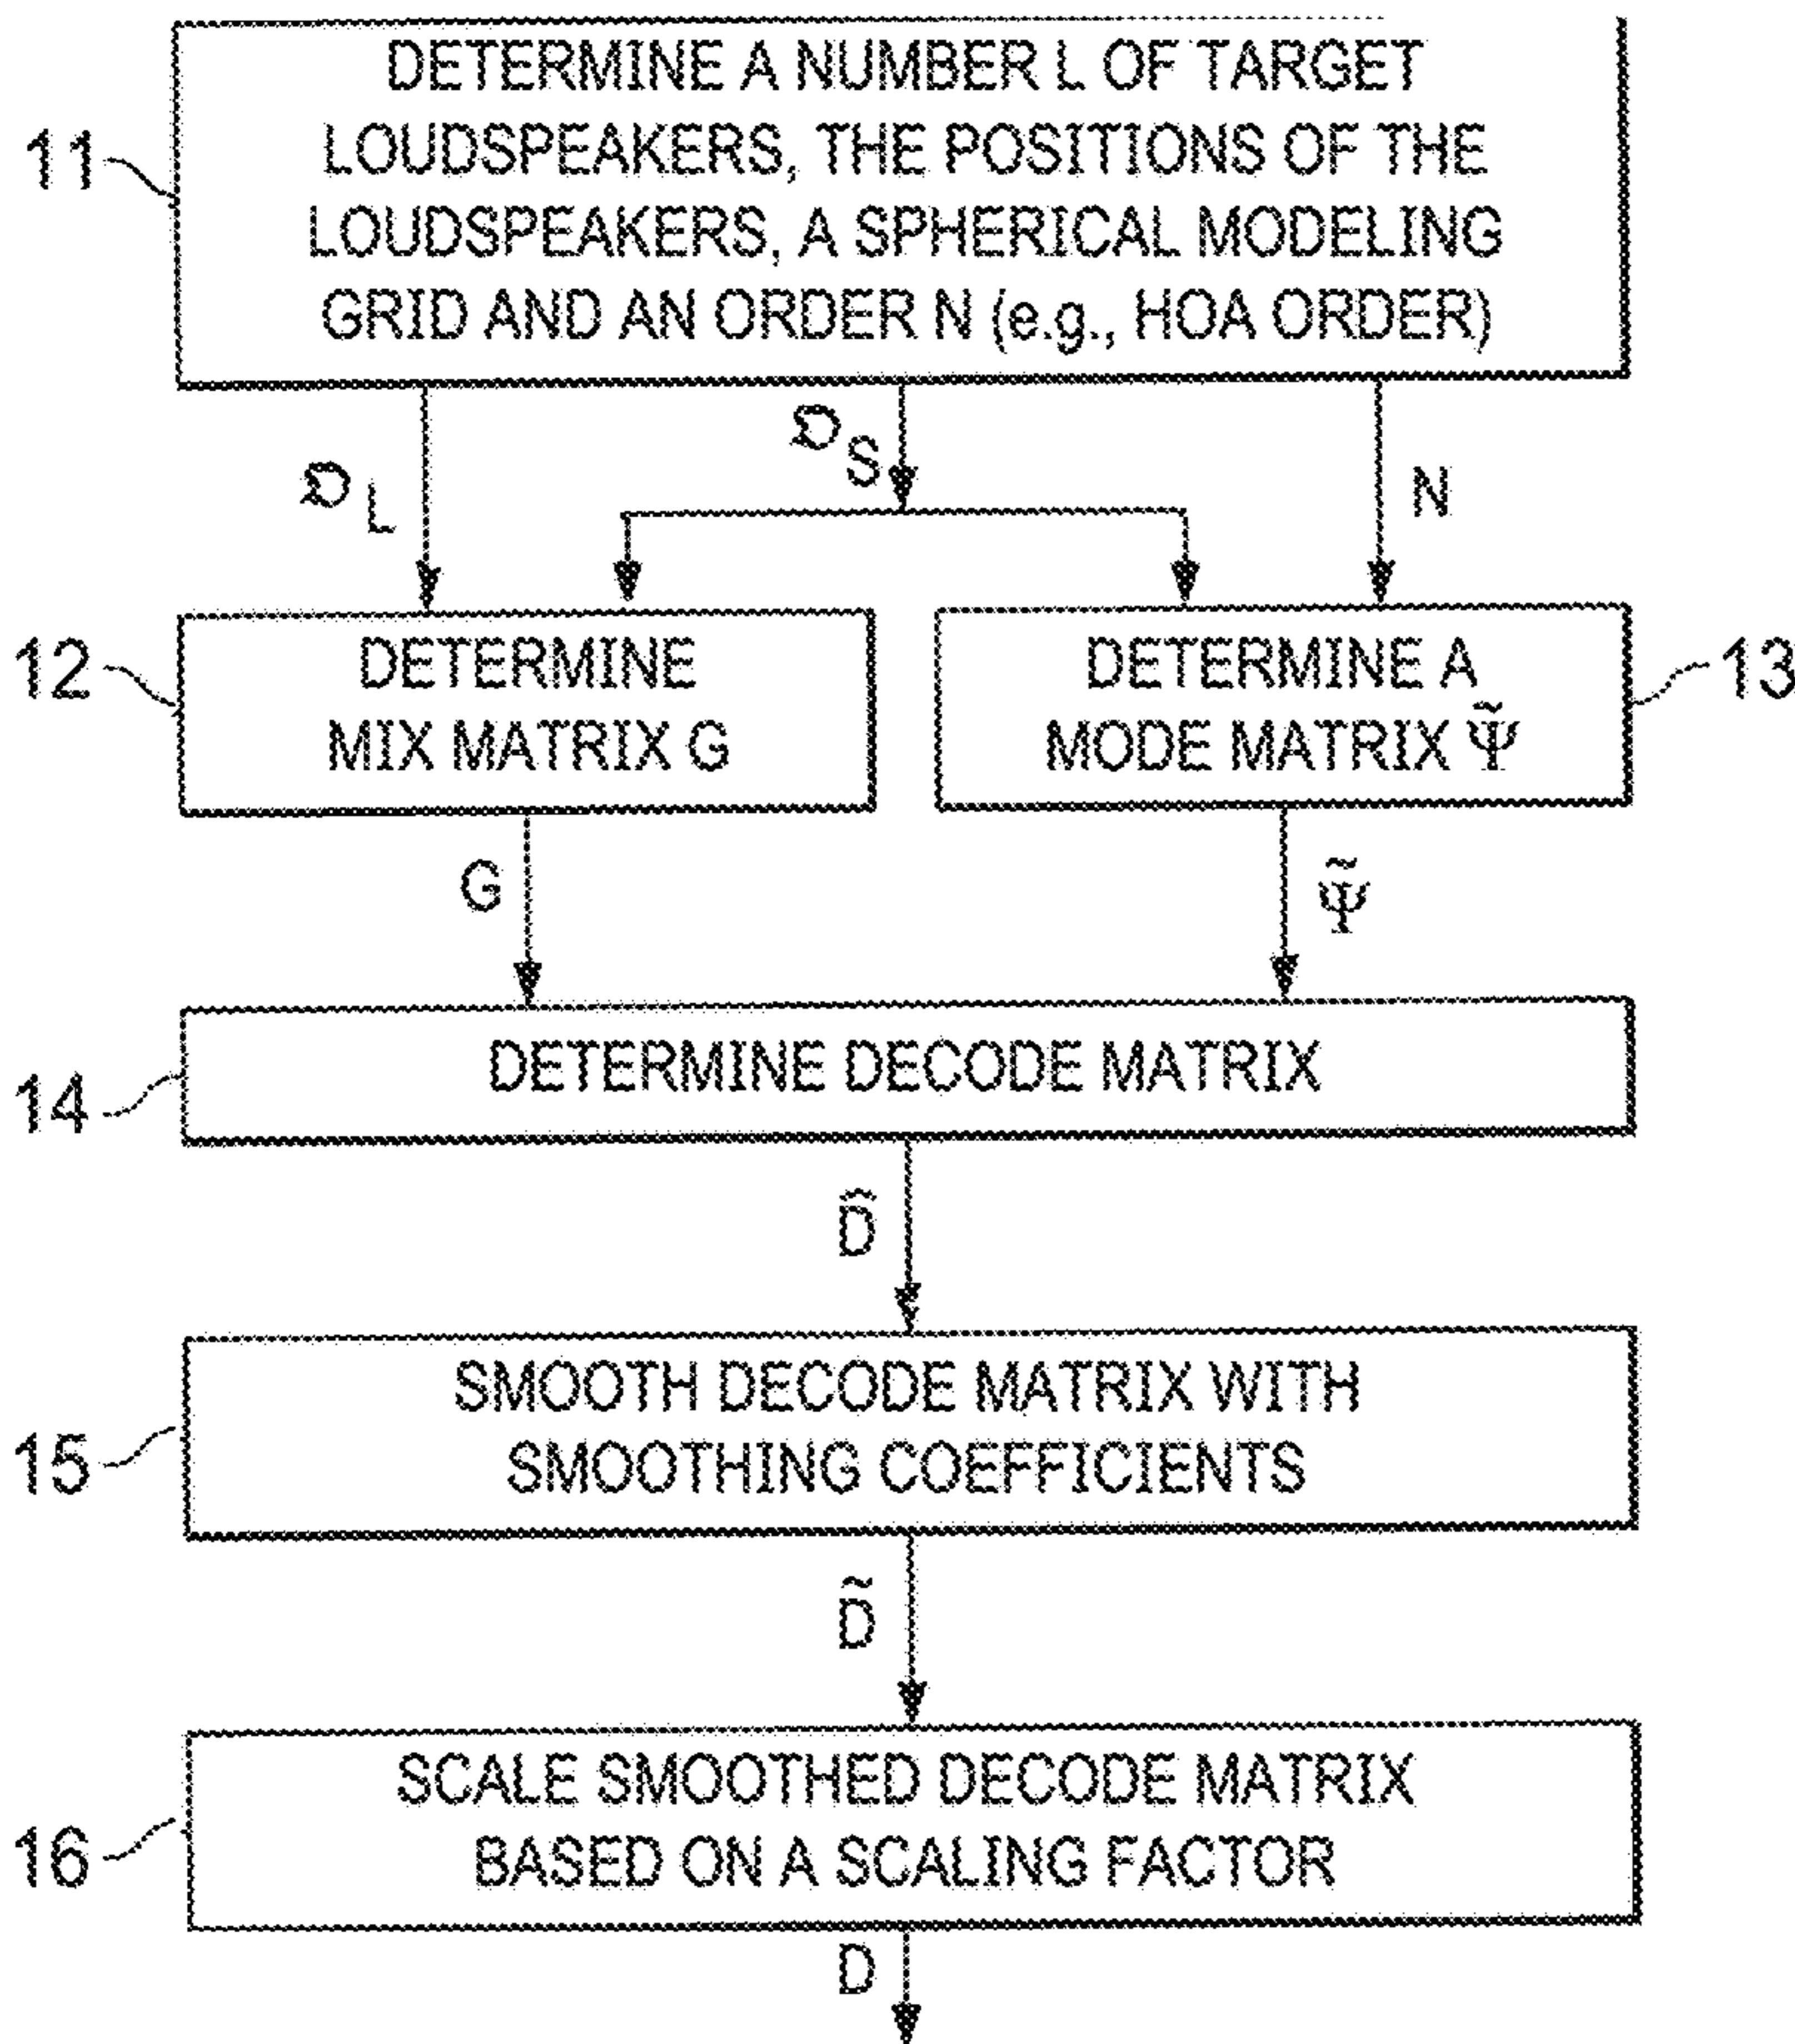 DETERMINE A NUMBER L OF TARGET
LOUDSPEAKERS, THE POSITIONS OF THE
LOUDSPEAKERS, A SPHERICAL MODELING
GRID AND AN ORDER N (e.g., HOA ORDER)
11
𝔇L
𝔇S
N
12
DETERMINE
MIX MATRIX G
DETERMINE A
MODE MATRIX Ψ̃
13
G
Ψ̃
14
DETERMINE DECODE MATRIX
D̂
15
SMOOTH DECODE MATRIX WITH
SMOOTHING COEFFICIENTS
D̃
16
SCALE SMOOTHED DECODE MATRIX
BASED ON A SCALING FACTOR
D